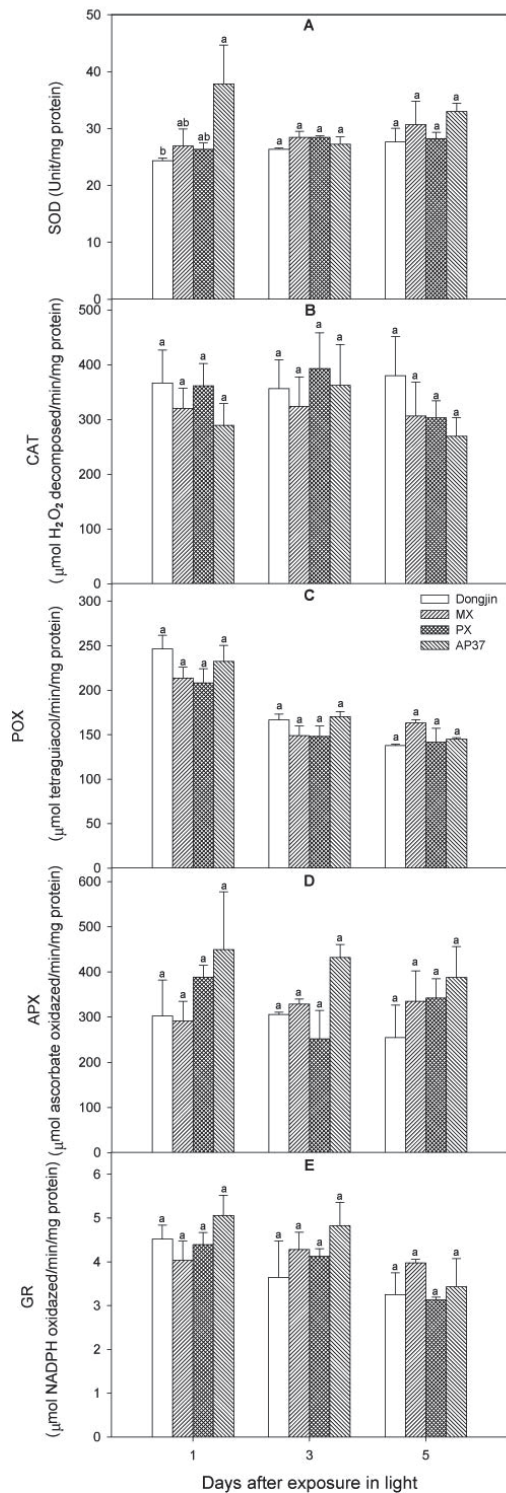 A
SOD (Unit/mg protein)
50
40
30
20
10
0
b
ab
ab
a
a
a
a
a
a
a
a
a
B
CAT
(μmol H₂O₂ decomposed/min/mg protein)
500
400
300
200
100
0
a
a
a
a
a
a
a
a
a
a
a
a
C
POX
(μmol tetraguiacol/min/mg protein)
300
250
200
150
100
50
0
Dongjin
MX
PX
AP37
a
a
a
a
a
a
a
a
a
a
a
a
D
APX
(μmol ascorbate oxidazed/min/mg protein)
600
500
400
300
200
100
0
a
a
a
a
a
a
a
a
a
a
a
a
E
GR
(μmol NADPH oxidazed/min/mg protein)
6
5
4
3
2
1
0
a
a
a
a
a
a
a
a
a
a
a
a
1 3 5
Days after exposure in light